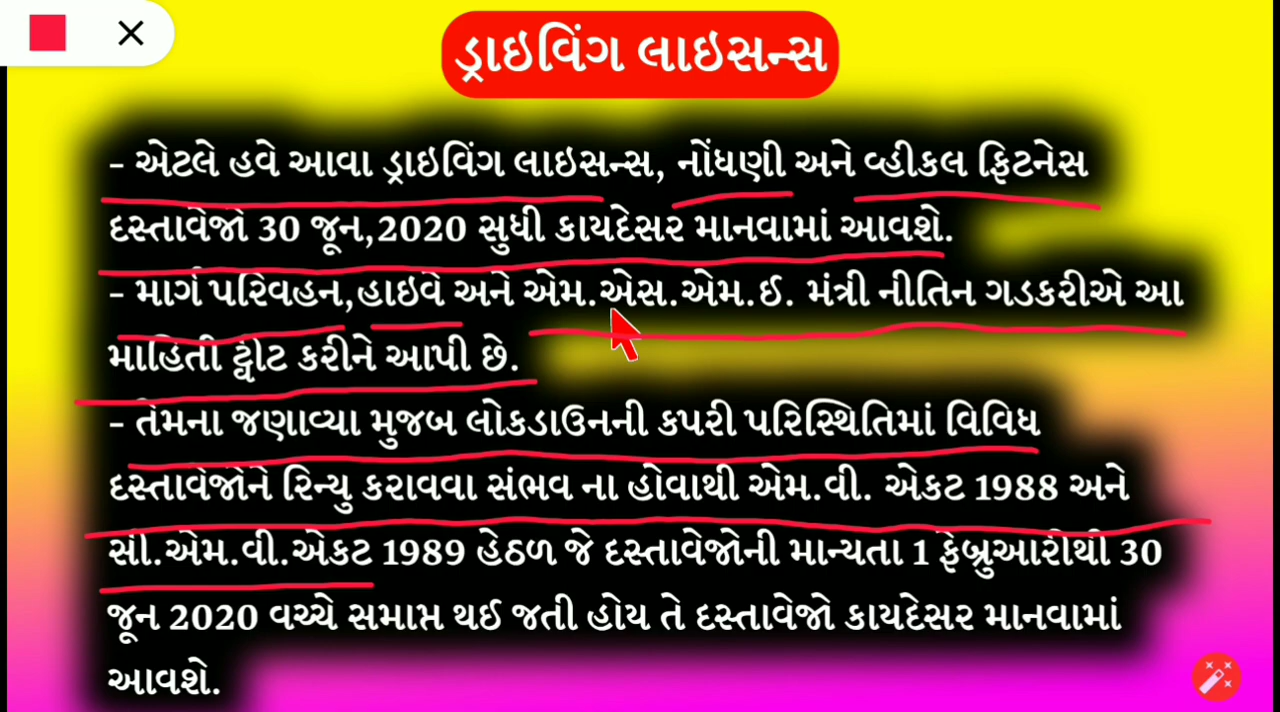 ડ્રાઇવિંગ લાઇસન્સ
- એટલે હવે આવા ડ્રાઇવિંગ લાઇસન્સ, નોંધણી અને વ્હીકલ ફિટનેસ
દસ્તાવેજો 30 જૂન,2020 સુધી કાયદેસર માનવામાં આવશે.
- માર્ગ પરિવહન,હાઇવે અને એમ.એસ.એમ.ઈ. મંત્રી નીતિન ગડકરીએ આ
માહિતી ટ્વીટ કરીને આપી છે.
- તેમના જણાવ્યા મુજબ લોકડાઉનની કપરી પરિસ્થિતિમાં વિવિધ
દસ્તાવેજોને રિન્યુ કરાવવા સંભવ ના હોવાથી એમ.વી. એકટ 1988 અને
સી.એમ.વી.એકટ 1989 હેઠળ જે દસ્તાવેજોની માન્યતા 1 ફેબ્રુઆરીથી 30
જૂન 2020 વચ્ચે સમાપ્ત થઈ જતી હોય તે દસ્તાવેજો કાયદેસર માનવામાં
આવશે.